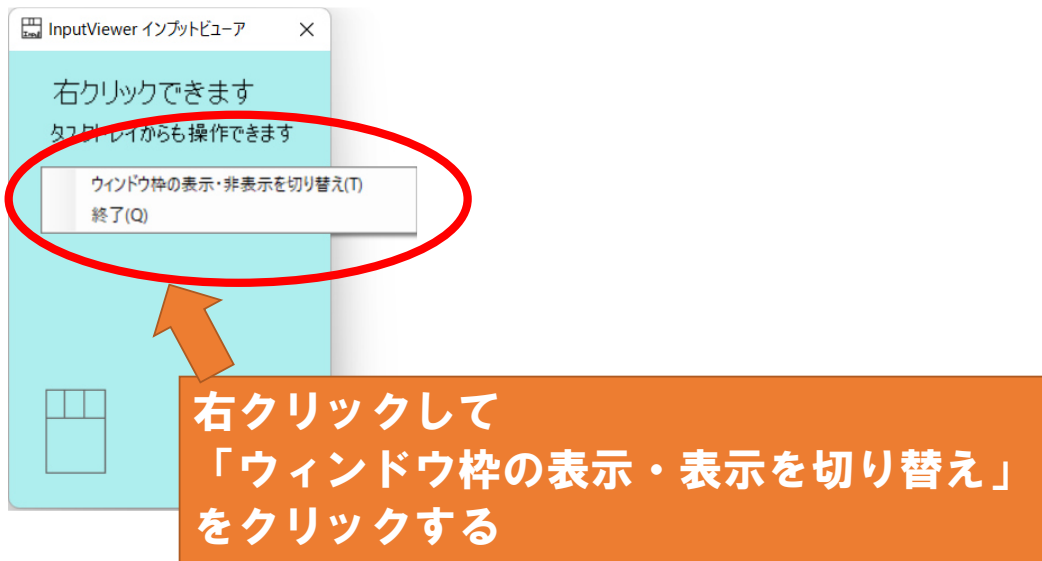 InputViewer インプットビューア
右クリックできます
タスクトレイからも操作できます
ウィンドウ枠の表示・非表示を切り替え(T)
終了(Q)
右クリックして
「ウィンドウ枠の表示・表示を切り替え」
をクリックする